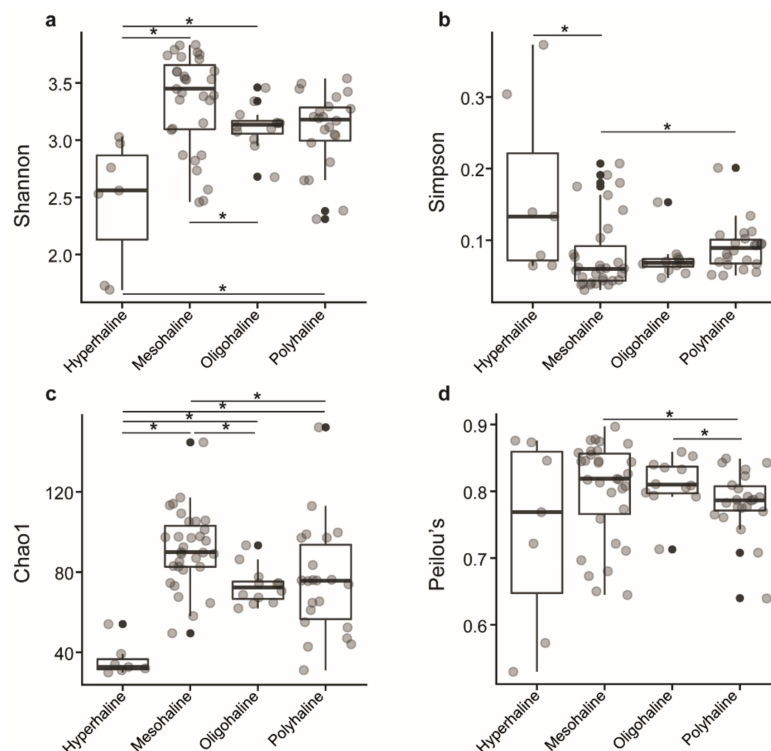 a
Shannon
3.5
3.0
2.5
2.0
* *
*
*
Hyperhaline Mesohaline Oligohaline Polyhaline
b
Simpson
0.3
0.2
0.1
*
*
Hyperhaline Mesohaline Oligohaline Polyhaline
c
Chao1
120
80
40
*
*
*
* *
Hyperhaline Mesohaline Oligohaline Polyhaline
d
Peilou's
0.9
0.8
0.7
0.6
*
*
Hyperhaline Mesohaline Oligohaline Polyhaline